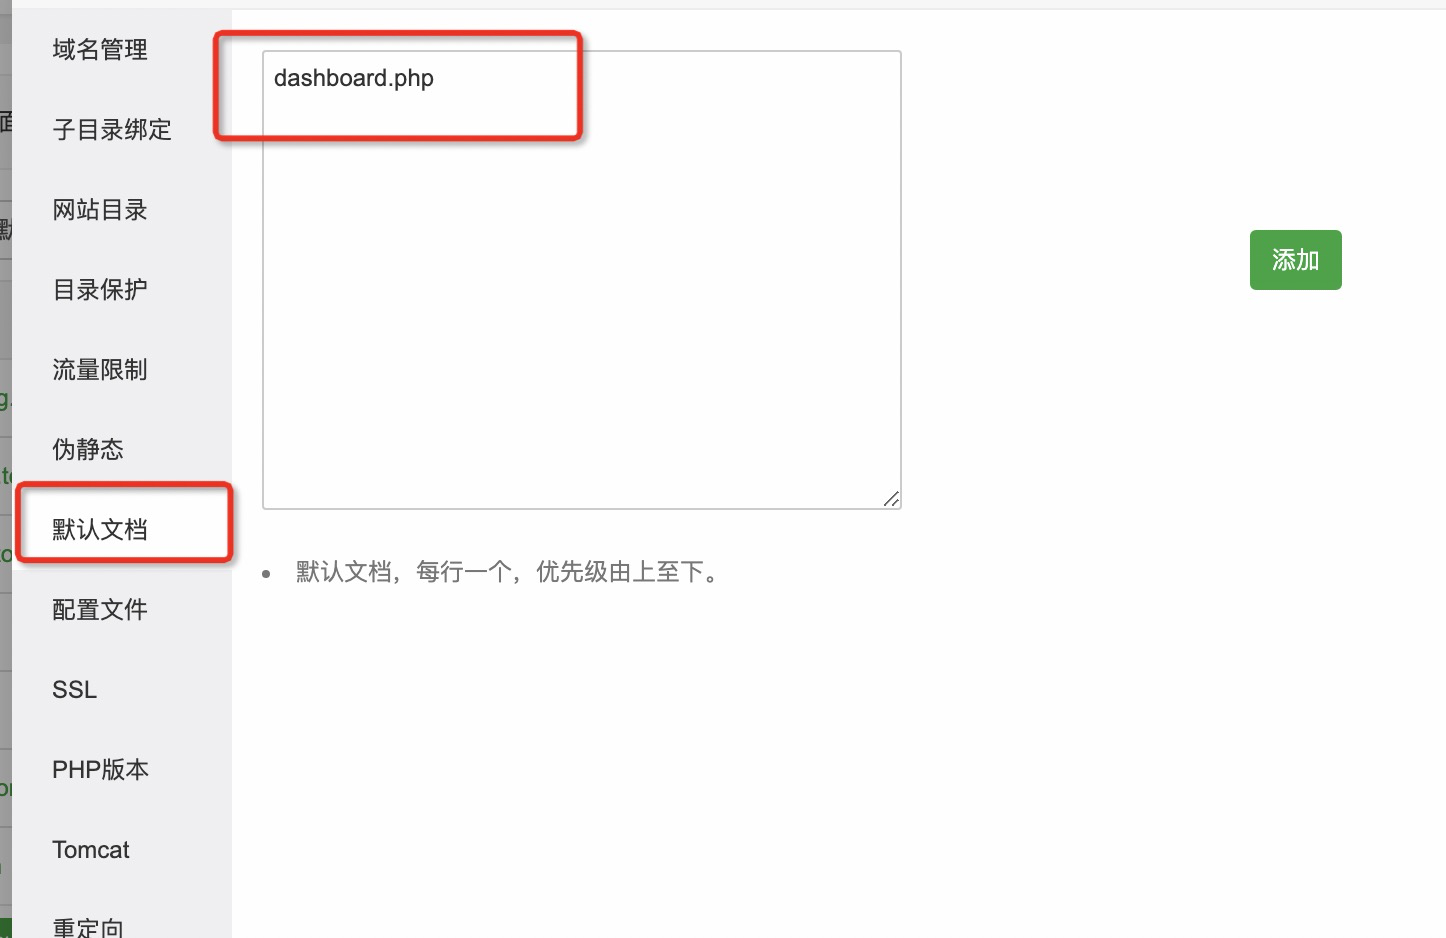 域名管理
dashboard.php
子目录绑定
网站目录
添加
目录保护
流量限制
伪静态
默认文档
默认文档，每行一个，优先级由上至下。
配置文件
SSL
PHP版本
Tomcat
重定向